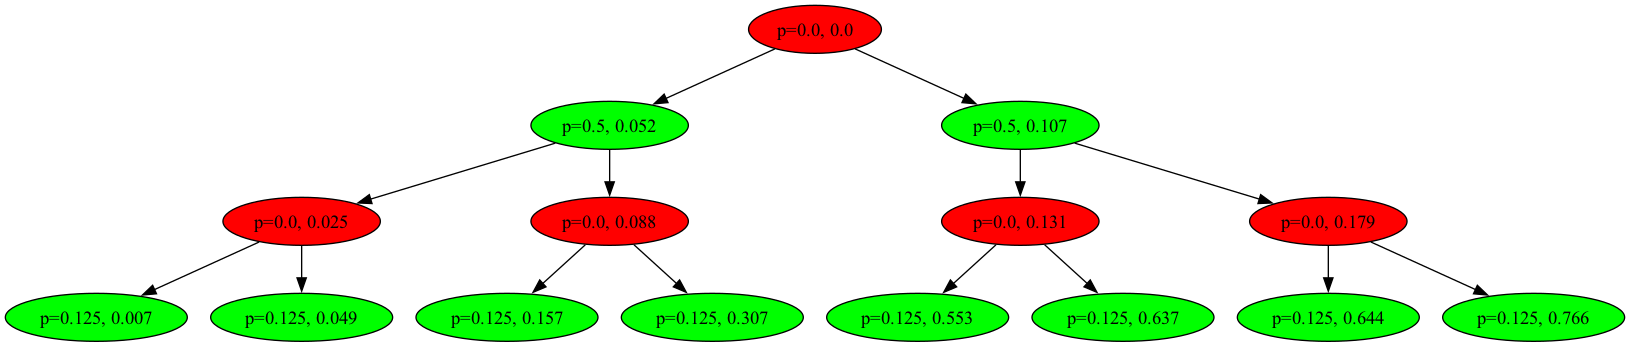 p=0.0, 0.0
p=0.5, 0.052
p=0.5, 0.107
p=0.0, 0.025
p=0.0, 0.088
p=0.0, 0.131
p=0.0, 0.179
p=0.125, 0.007
p=0.125, 0.049
p=0.125, 0.157
p=0.125, 0.307
p=0.125, 0.553
p=0.125, 0.637
p=0.125, 0.644
p=0.125, 0.766